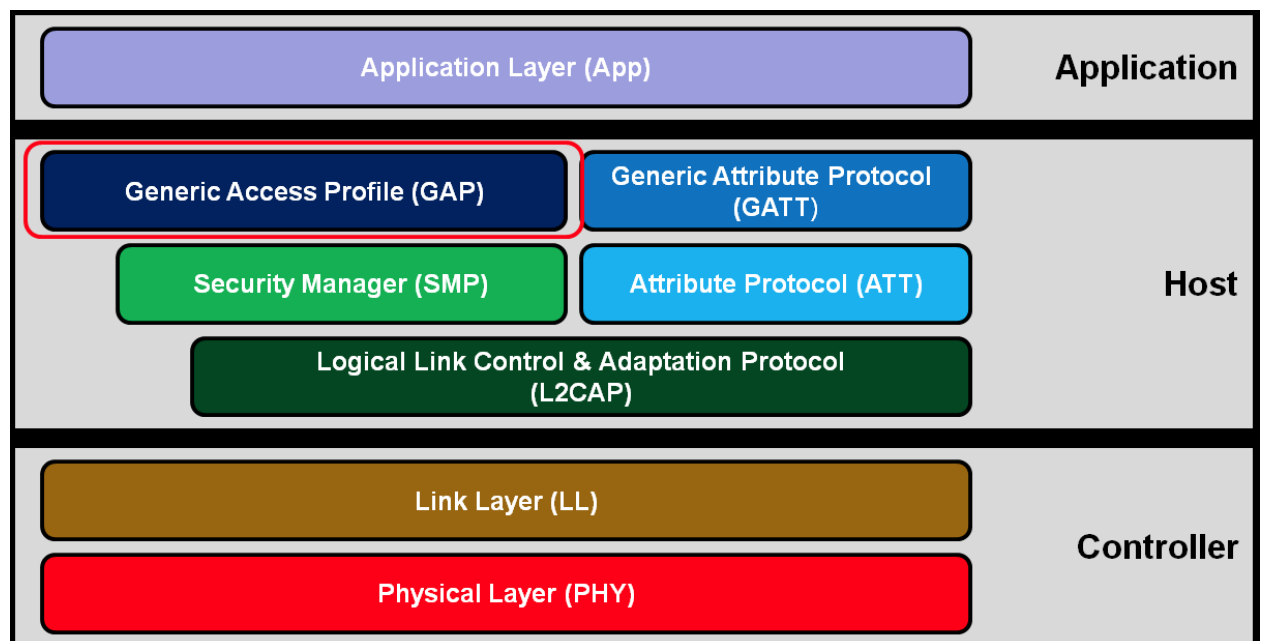 Application Layer (App)
Application
Generic Access Profile (GAP)
Generic Attribute Protocol
(GATT)
Security Manager (SMP)
Attribute Protocol (ATT)
Host
Logical Link Control & Adaptation Protocol
(L2CAP)
Link Layer (LL)
Controller
Physical Layer (PHY)